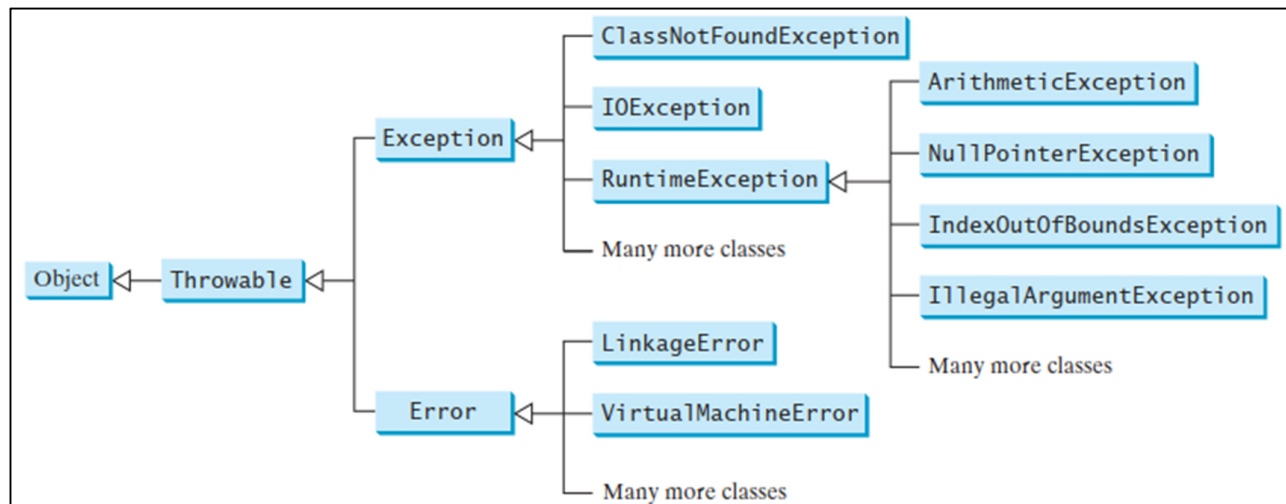 ClassNotFoundException
ArithmeticException
IOException
Exception
NullPointerException
RuntimeException
IndexOutOfBoundsException
Many more classes
Object
Throwable
IllegalArgumentException
LinkageError
Many more classes
Error
VirtualMachineError
Many more classes